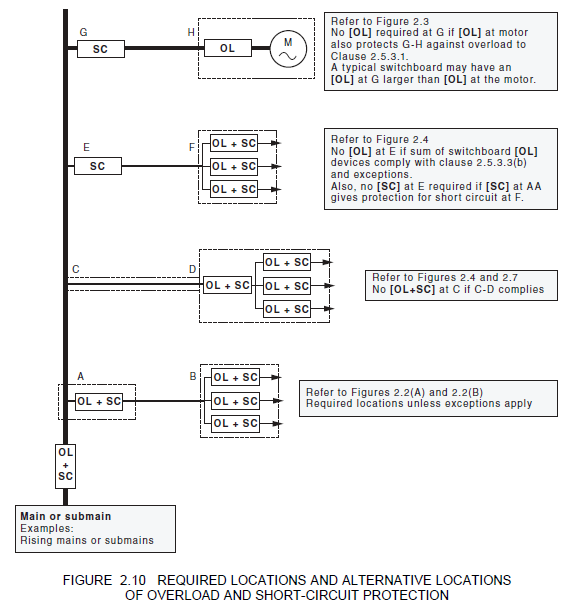 G
H
SC
OL
M
Refer to Figure 2.3
No [OL] required at G if [OL] at motor
also protects G-H against overload to
Clause 2.5.3.1.
A typical switchboard may have an
[OL] at G larger than [OL] at the motor.
E
F
SC
OL + SC
OL + SC
OL + SC
Refer to Figure 2.4
No [OL] at E if sum of switchboard [OL]
devices comply with clause 2.5.3.3(b)
and exceptions.
Also, no [SC] at E required if [SC] at AA
gives protection for short circuit at F.
C
D
OL + SC
OL + SC
OL + SC
OL + SC
Refer to Figures 2.4 and 2.7
No [OL+SC] at C if C-D complies
A
B
OL + SC
OL + SC
OL + SC
OL + SC
Refer to Figures 2.2(A) and 2.2(B)
Required locations unless exceptions apply
OL
+
SC
Main or submain
Examples:
Rising mains or submains
FIGURE 2.10 REQUIRED LOCATIONS AND ALTERNATIVE LOCATIONS
OF OVERLOAD AND SHORT-CIRCUIT PROTECTION